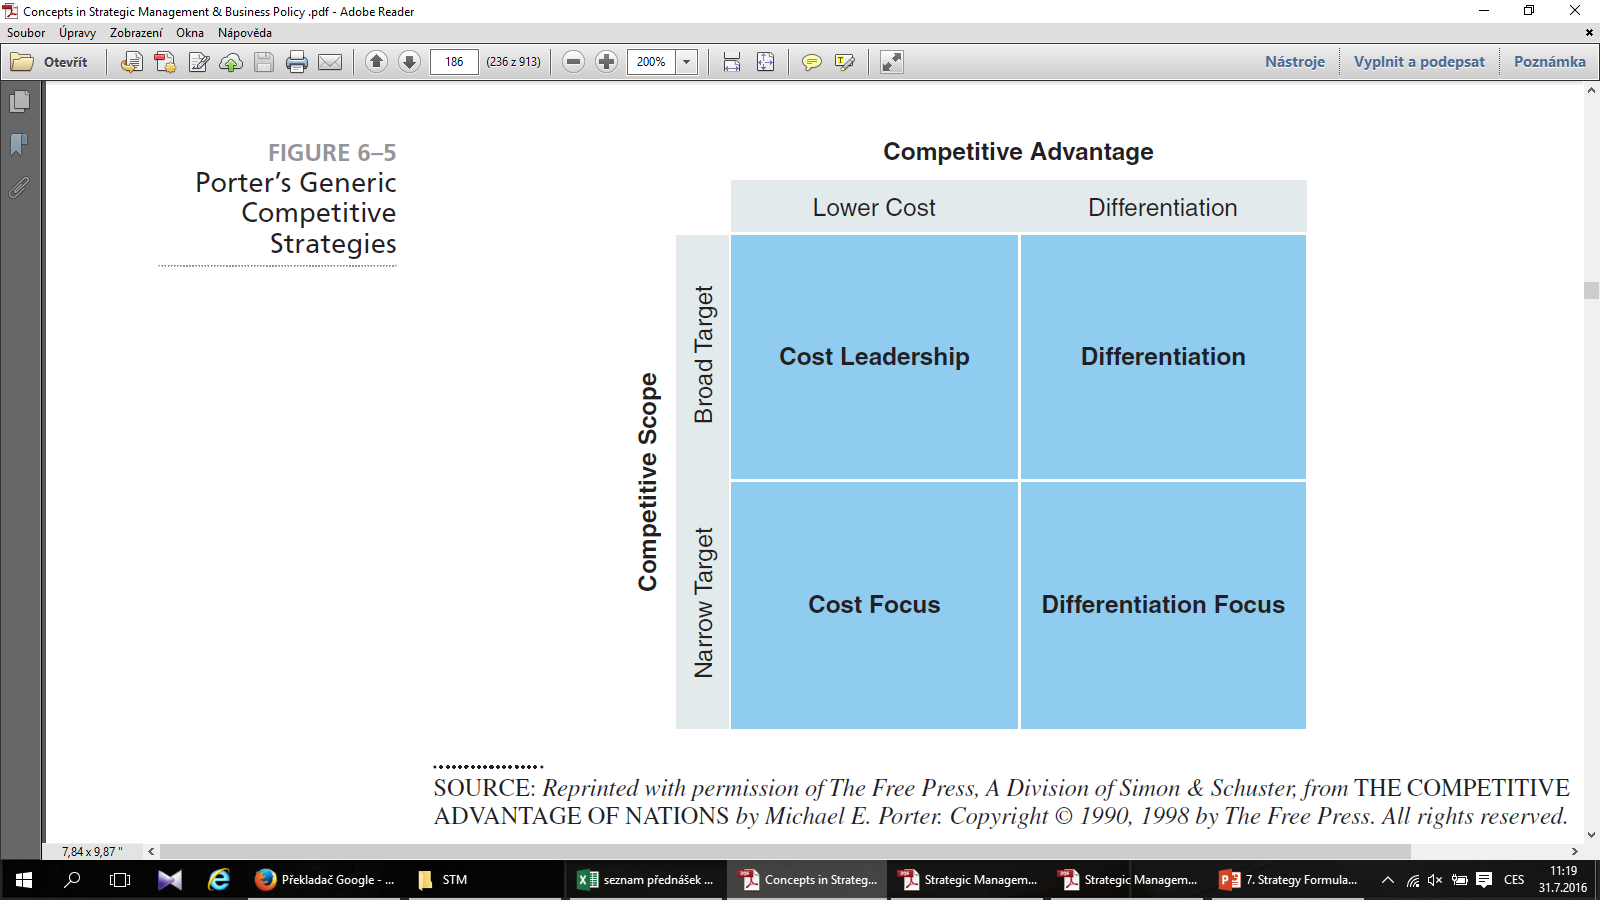 Concepts in Strategic Management & Business Policy .pdf - Adobe Reader
Soubor Úpravy Zobrazení Okna Nápověda
Otevřít 186 (236 z 913) 200% Nástroje Vyplnit a podepsat Poznámka
FIGURE 6–5
Porter's Generic
Competitive
Strategies
Competitive Advantage
Lower Cost Differentiation
Competitive Scope
Broad Target
Cost Leadership Differentiation
Narrow Target
Cost Focus Differentiation Focus
SOURCE: Reprinted with permission of The Free Press, A Division of Simon & Schuster, from THE COMPETITIVE
ADVANTAGE OF NATIONS by Michael E. Porter. Copyright © 1990, 1998 by The Free Press. All rights reserved.
7,84 x 9,87 "
Překladač Google - ... STM seznam přednášek ... Concepts in Strateg... Strategic Managem... Strategic Managem... 7. Strategy Formula... CES 11:19
31.7.2016